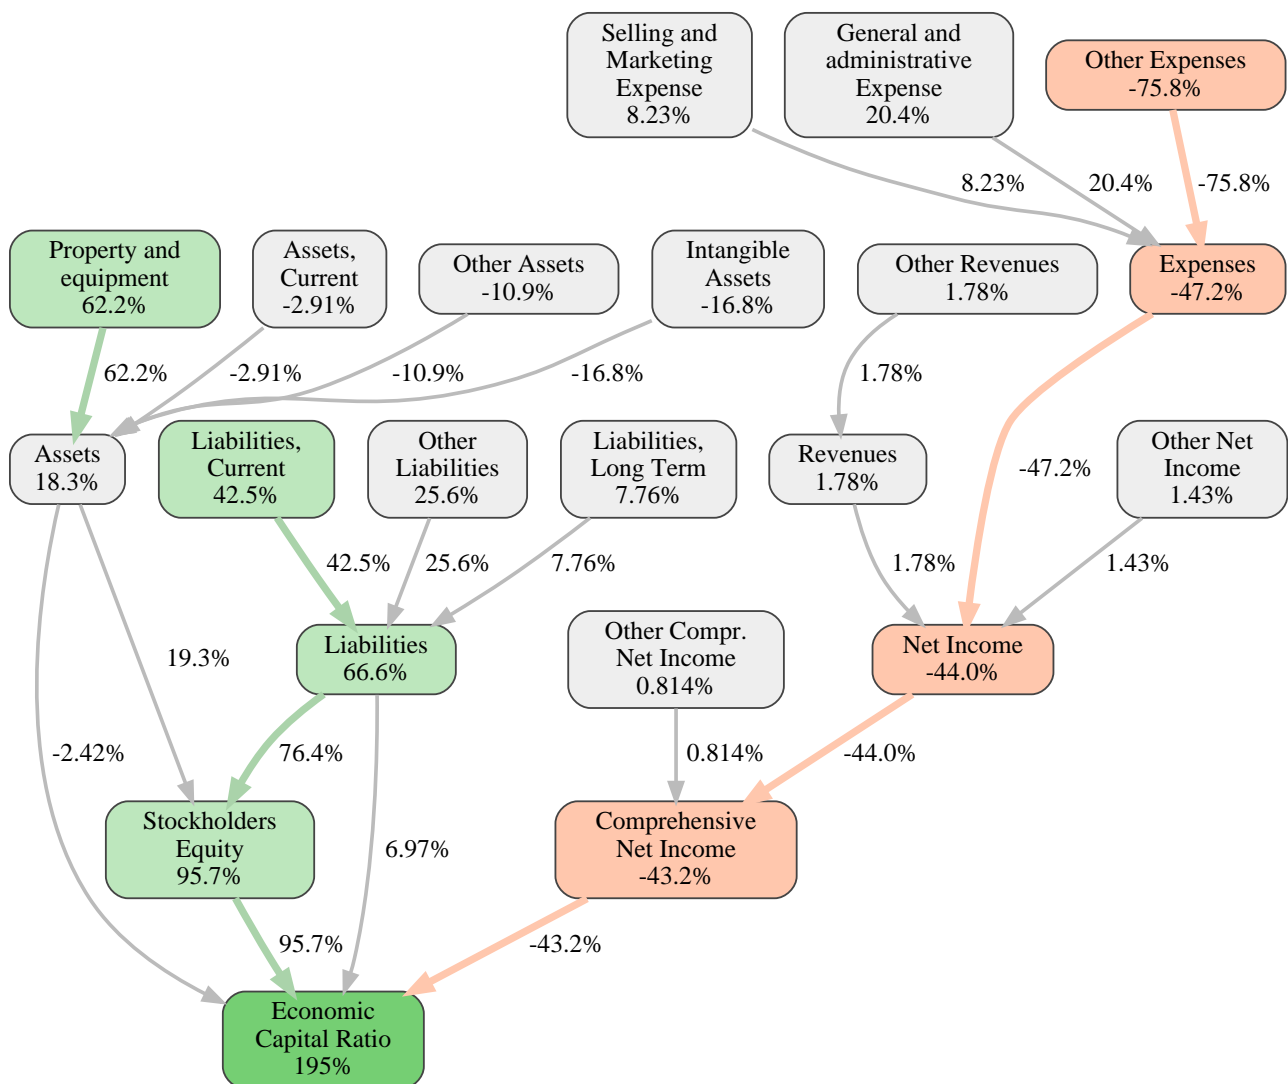 Selling and
Marketing
Expense
8.23%
General and
administrative
Expense
20.4%
Other Expenses
-75.8%
8.23%
20.4%
-75.8%
Property and
equipment
62.2%
Assets,
Current
-2.91%
Other Assets
-10.9%
Intangible
Assets
-16.8%
Other Revenues
1.78%
Expenses
-47.2%
62.2%
-2.91%
-10.9%
-16.8%
1.78%
-47.2%
Assets
18.3%
Liabilities,
Current
42.5%
Other
Liabilities
25.6%
Liabilities,
Long Term
7.76%
Revenues
1.78%
Other Net
Income
1.43%
42.5%
25.6%
7.76%
1.78%
1.43%
19.3%
Liabilities
66.6%
Other Compr.
Net Income
0.814%
Net Income
-44.0%
-2.42%
76.4%
0.814%
-44.0%
Stockholders
Equity
95.7%
6.97%
Comprehensive
Net Income
-43.2%
95.7%
-43.2%
Economic
Capital Ratio
195%